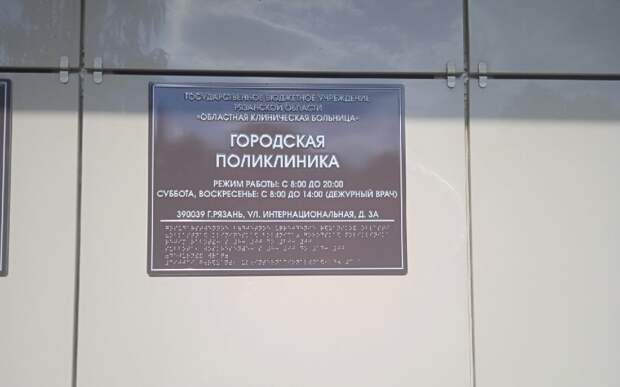 ГОСУДАРСТВЕННОЕ БЮДЖЕТНОЕ УЧРЕЖДЕНИЕ
РЯЗАНСКОЙ ОБЛАСТИ
«ОБЛАСТНАЯ КЛИНИЧЕСКАЯ БОЛЬНИЦА»
ГОРОДСКАЯ
ПОЛИКЛИНИКА
РЕЖИМ РАБОТЫ: С 8:00 ДО 20:00
СУББОТА, ВОСКРЕСЕНЬЕ: С 8:00 ДО 14:00 (ДЕЖУРНЫЙ ВРАЧ)
390039 Г.РЯЗАНЬ, УЛ. ИНТЕРНАЦИОНАЛЬНАЯ, Д. 3А